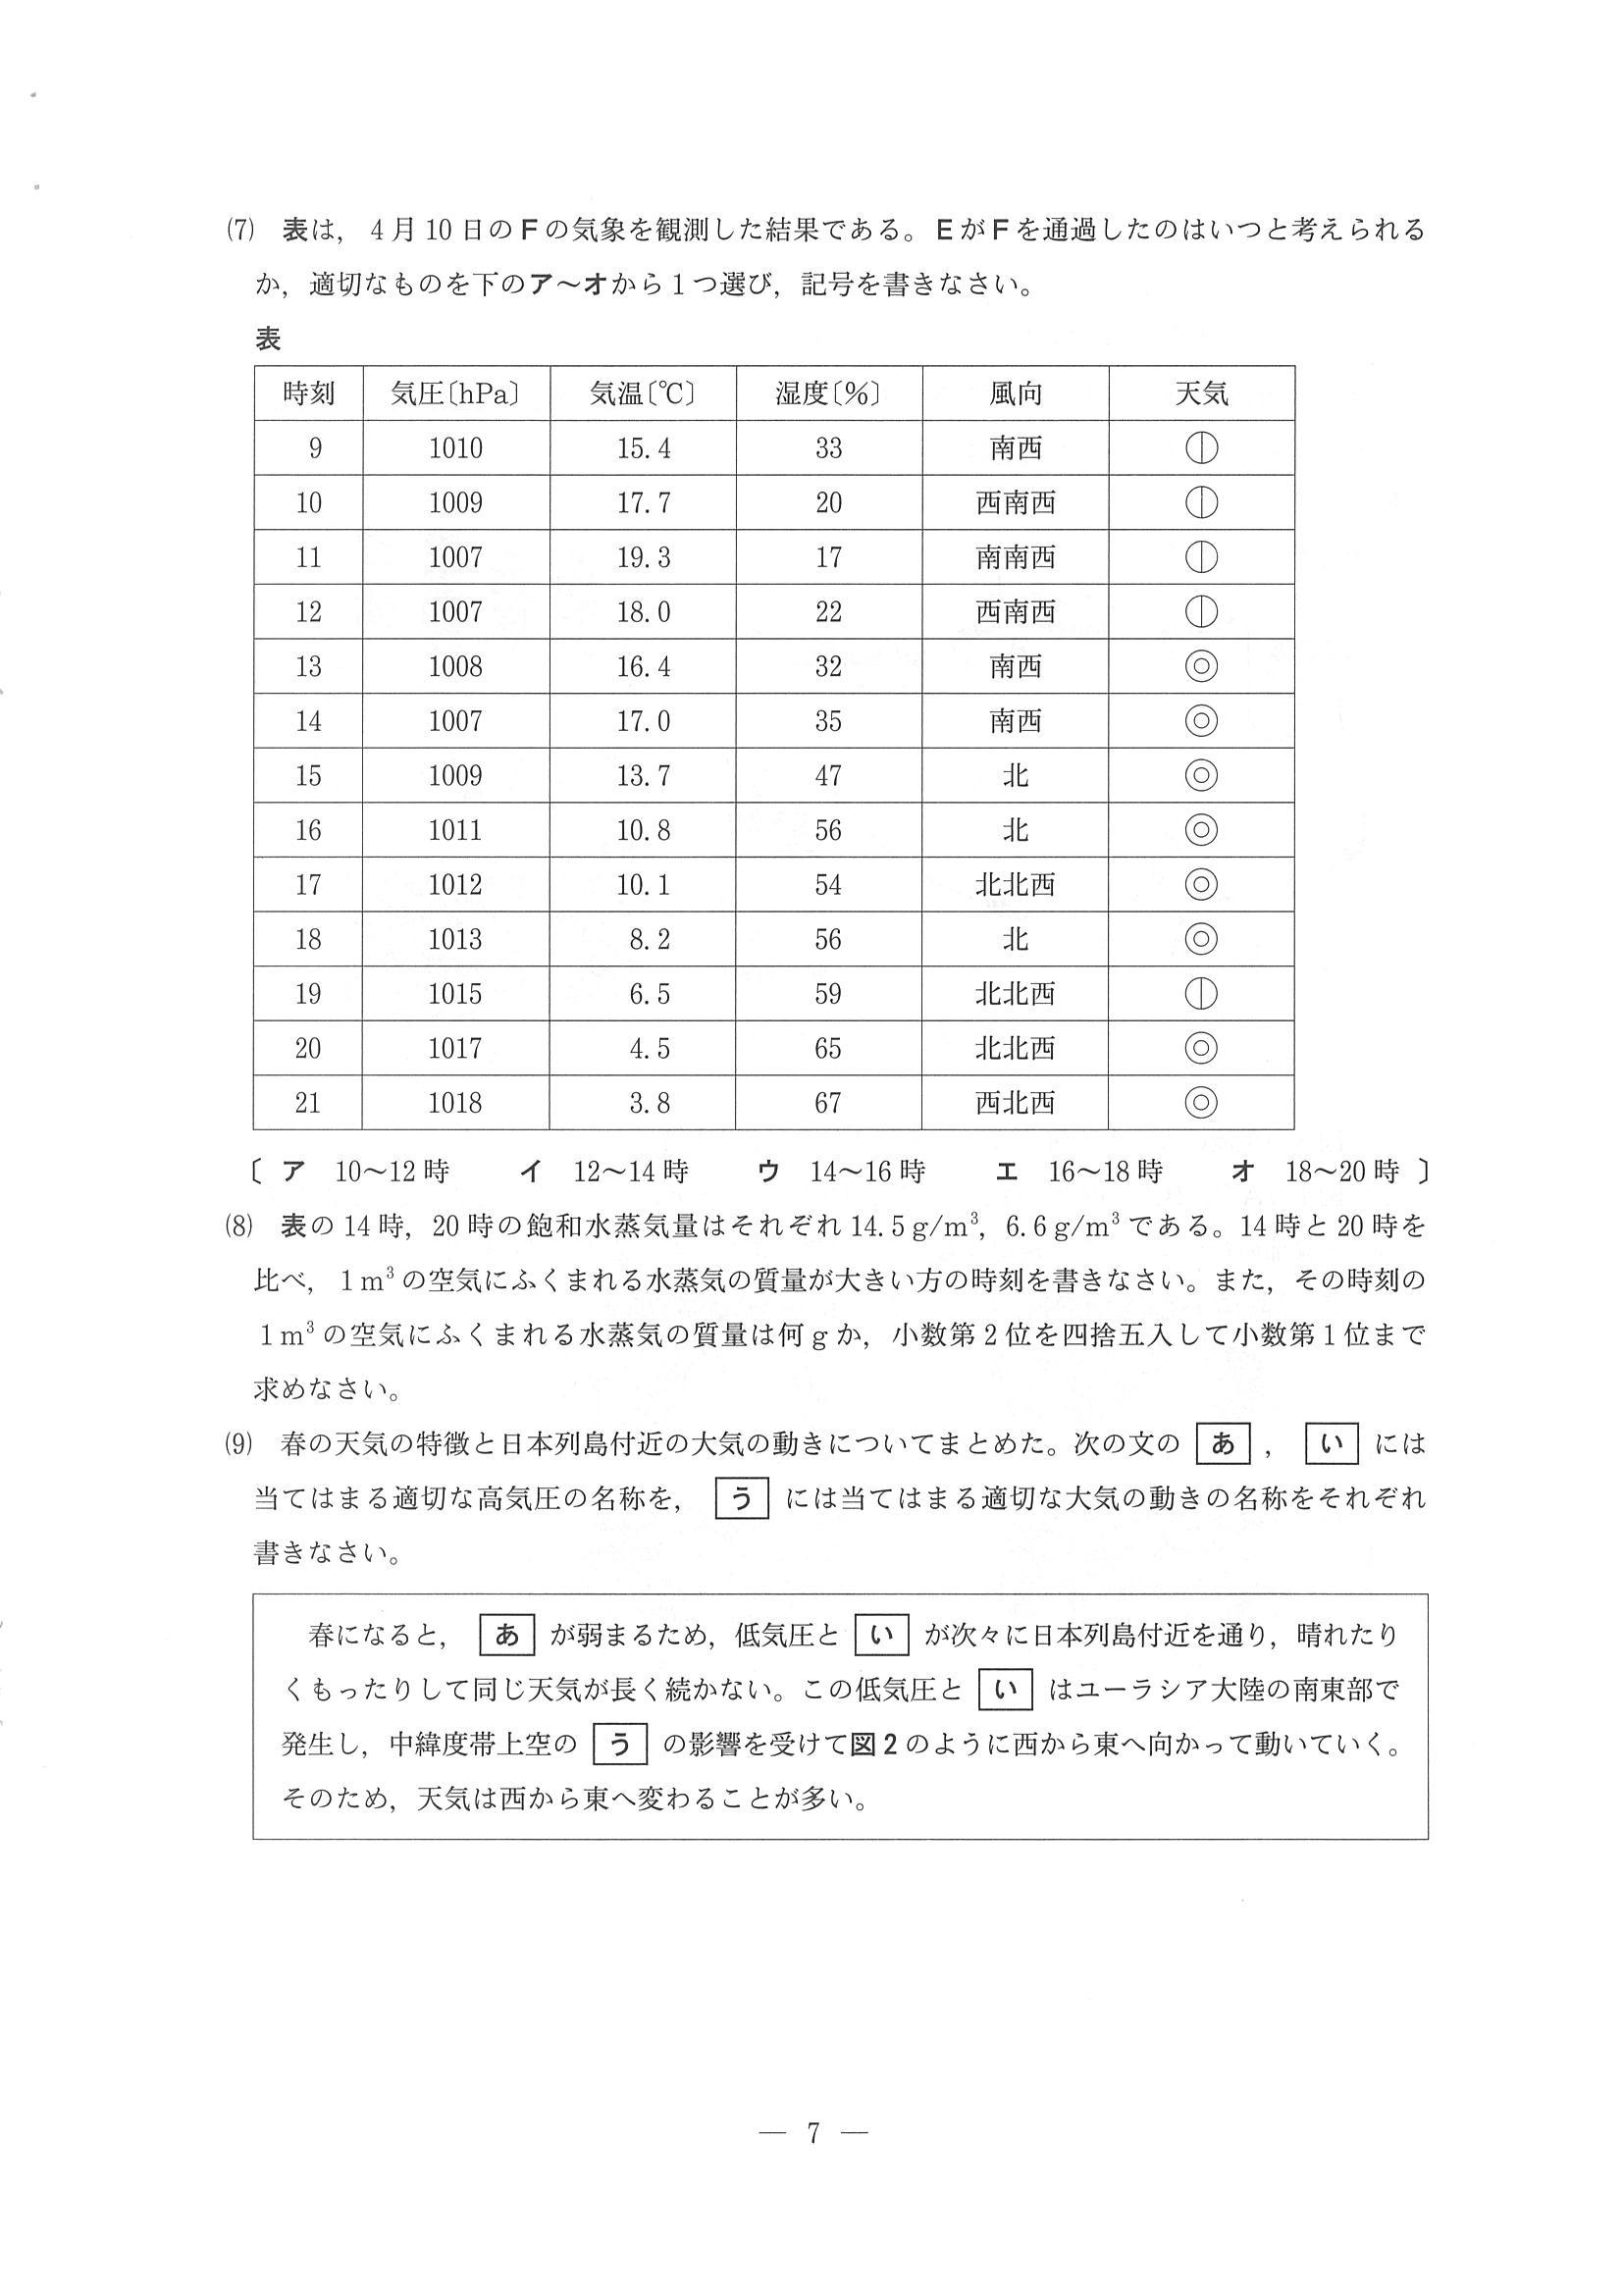 (7) 表は，4月10日のFの気象を観測した結果である。EがFを通過したのはいつと考えられる
か，適切なものを下のア～オから1つ選び，記号を書きなさい。
表
時刻 気圧〔hPa〕 気温〔℃〕 湿度〔%〕 風向 天気
9 1010 15.4 33 南西
10 1009 17.7 20 西南西
11 1007 19.3 17 南南西
12 1007 18.0 22 西南西
13 1008 16.4 32 南西 ◎
14 1007 17.0 35 南西 ◎
15 1009 13.7 47 北 ◎
16 1011 10.8 56 北 ◎
17 1012 10.1 54 北北西 ◎
18 1013 8.2 56 北 ◎
19 1015 6.5 59 北北西
20 1017 4.5 65 北北西 ◎
21 1018 3.8 67 西北西 ◎
〔 ア 10～12時 イ 12～14時 ウ 14～16時 エ 16～18時 オ 18～20時 〕
(8) 表の14時，20時の飽和水蒸気量はそれぞれ14.5g/m³，6.6g/m³である。14時と20時を
比べ，1m³の空気にふくまれる水蒸気の質量が大きい方の時刻を書きなさい。また，その時刻の
1m³の空気にふくまれる水蒸気の質量は何gか，小数第2位を四捨五入して小数第1位まで
求めなさい。
(9) 春の天気の特徴と日本列島付近の大気の動きについてまとめた。次の文の あ ， い には
当てはまる適切な高気圧の名称を， う には当てはまる適切な大気の動きの名称をそれぞれ
書きなさい。
春になると， あ が弱まるため，低気圧と い が次々に日本列島付近を通り，晴れたり
くもったりして同じ天気が長く続かない。この低気圧と い はユーラシア大陸の南東部で
発生し，中緯度帯上空の う の影響を受けて図2のように西から東へ向かって動いていく。
そのため，天気は西から東へ変わることが多い。
— 7 —